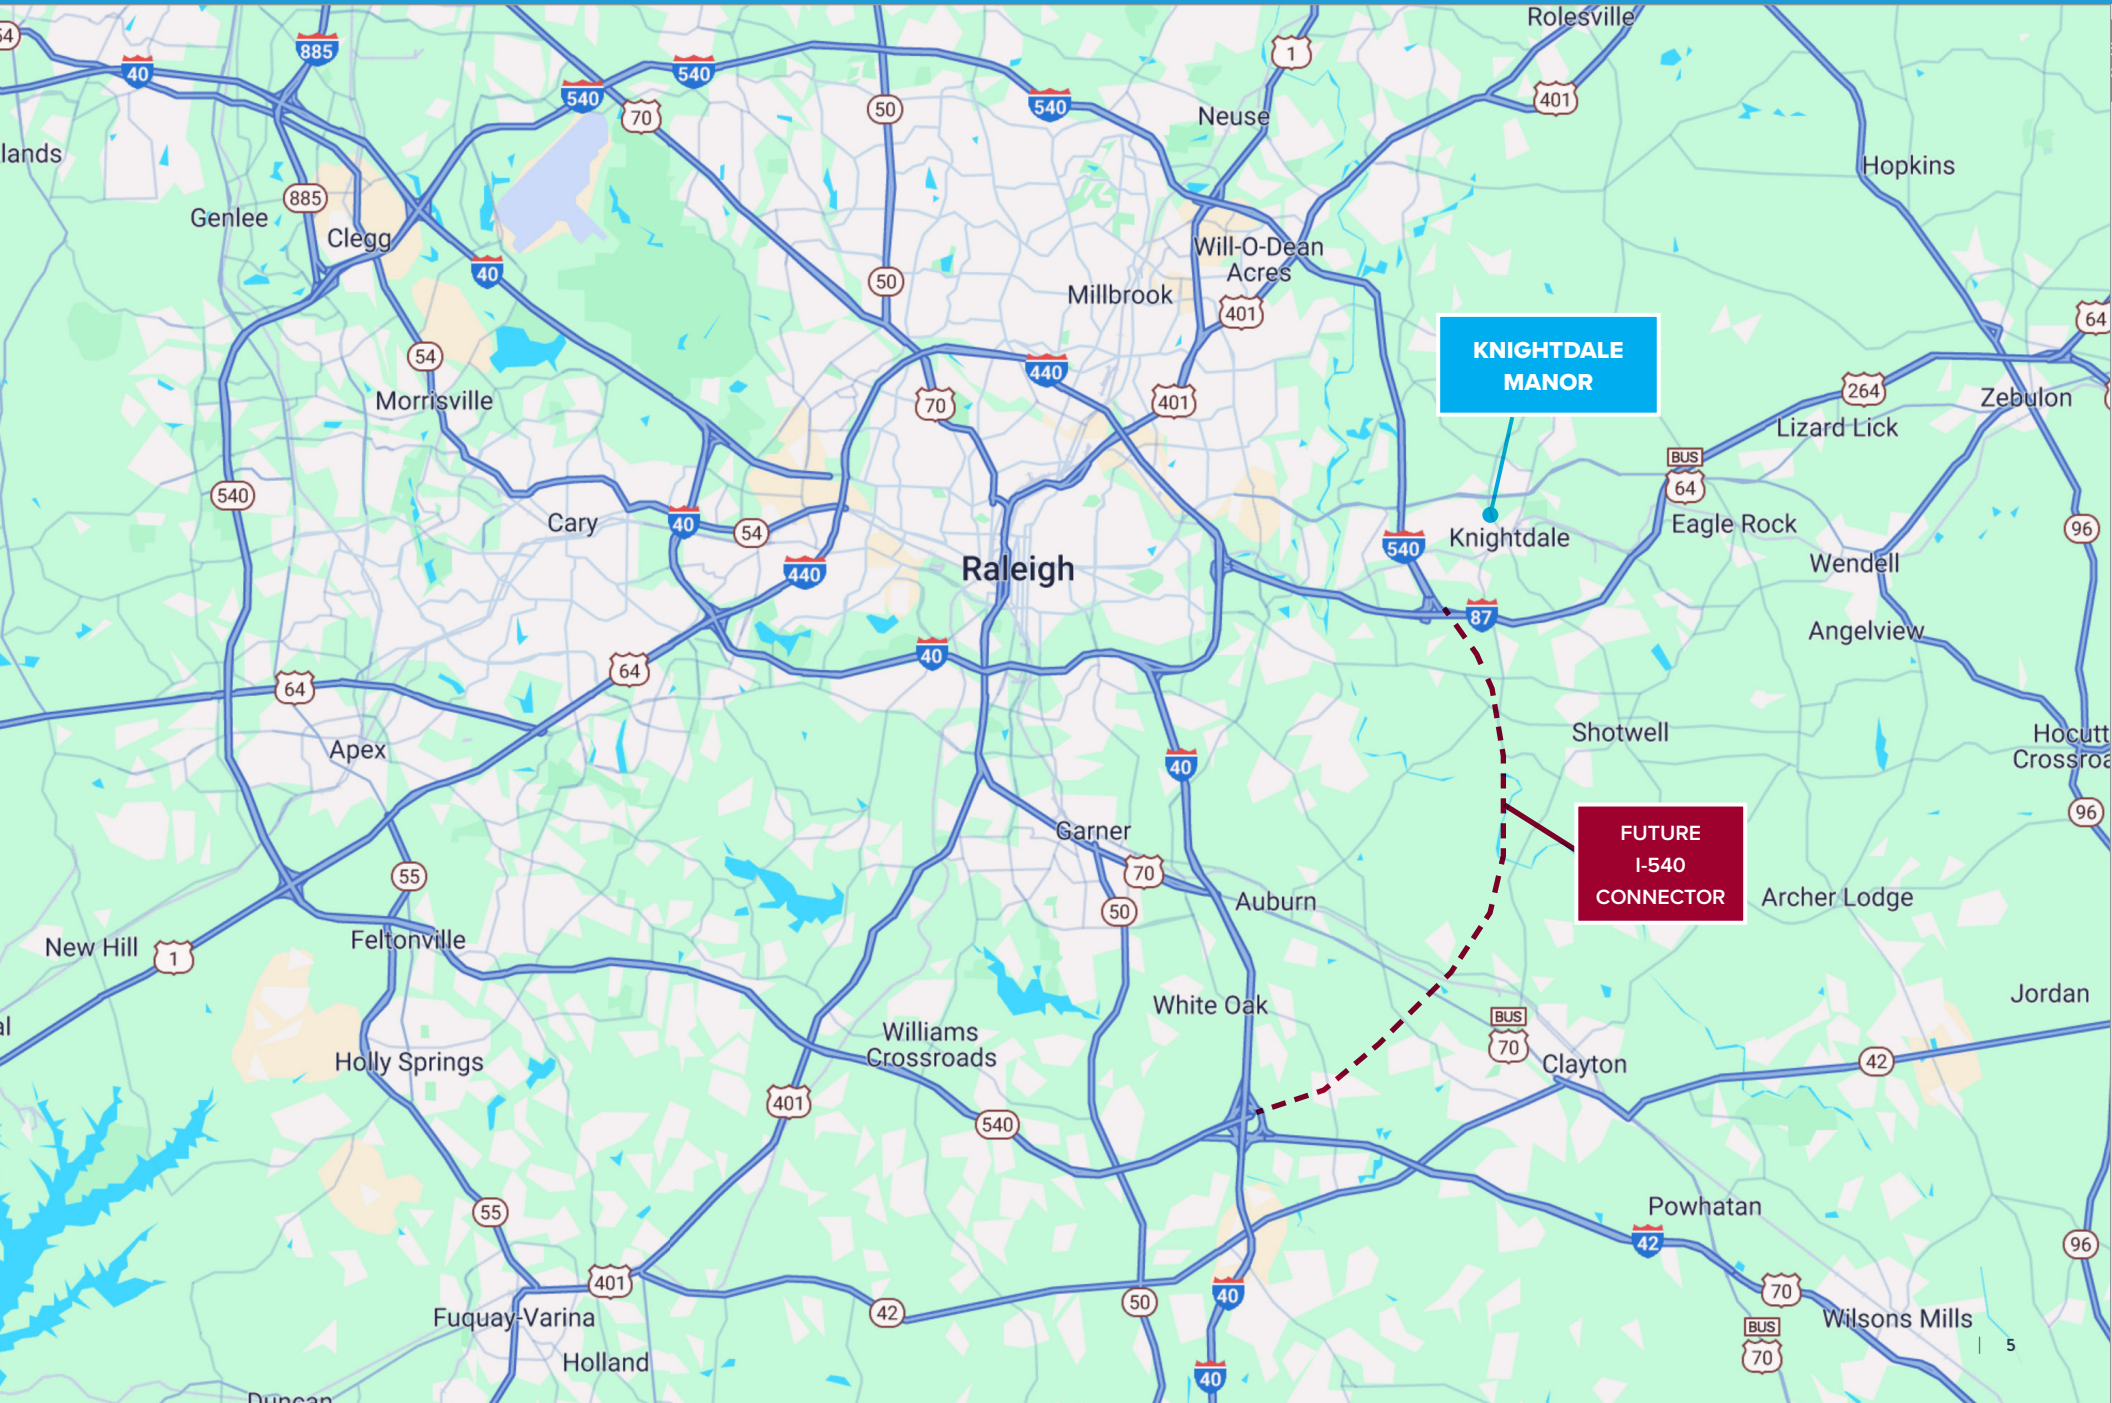 Rolesville
54
885
1
40
540
540
401
540
50
70
Neuse
lands
Hopkins
885
Genlee
Clegg
Will-O-Dean
Acres
40
50
Millbrook
401
64
KNIGHTDALE
MANOR
54
440
264
Morrisville
70
401
Zebulon
Lizard Lick
BUS
64
540
Cary
40
54
Eagle Rock
96
Knightdale
540
440
Raleigh
Wendell
87
Angelview
40
64
64
Shotwell
Hocutt
Crossroa
Apex
40
96
Garner
FUTURE
I-540
CONNECTOR
70
55
Auburn
Archer Lodge
50
Feltonville
New Hill
1
White Oak
Jordan
al
BUS
70
Williams
Crossroads
Holly Springs
Clayton
42
401
540
55
Powhatan
42
96
401
40
70
50
42
Fuquay-Varina
Wilsons Mills
BUS
70
5
Holland
40
Duncan